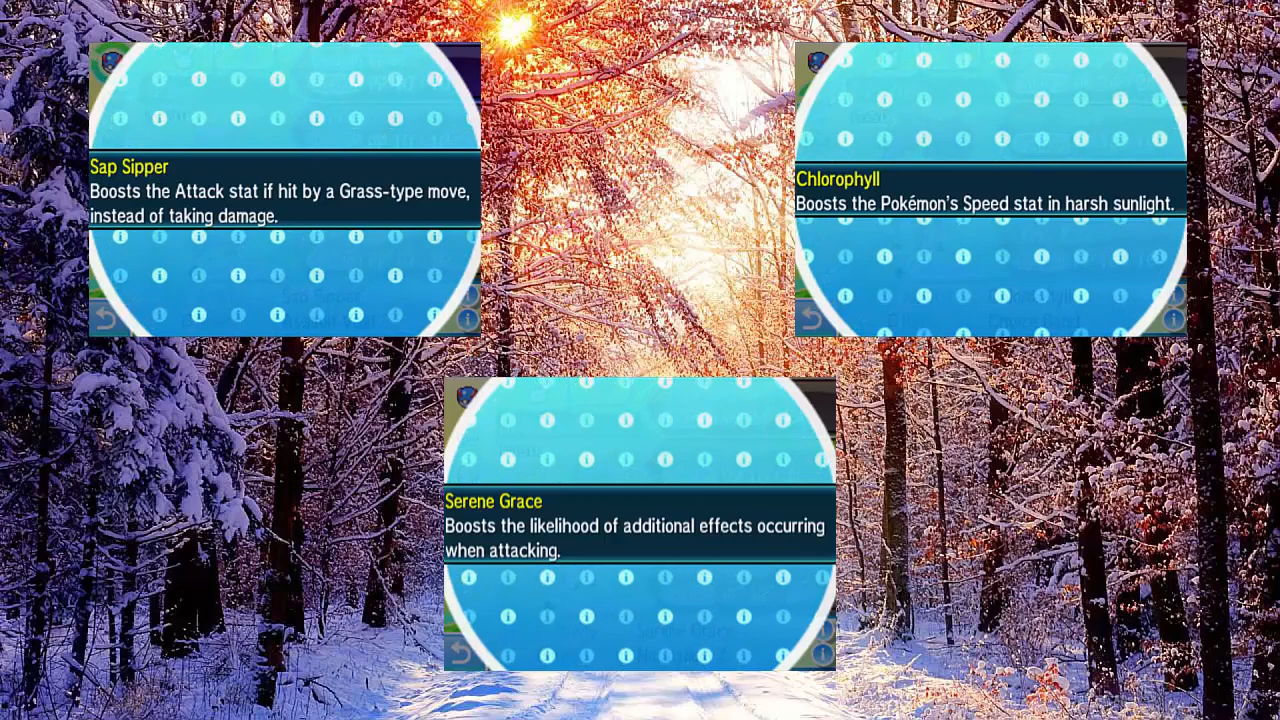 Sap Sipper
Boosts the Attack stat if hit by a Grass-type move,
instead of taking damage.
Chlorophyll
Boosts the Pokémon's Speed stat in harsh sunlight.
Serene Grace
Boosts the likelihood of additional effects occurring
when attacking.